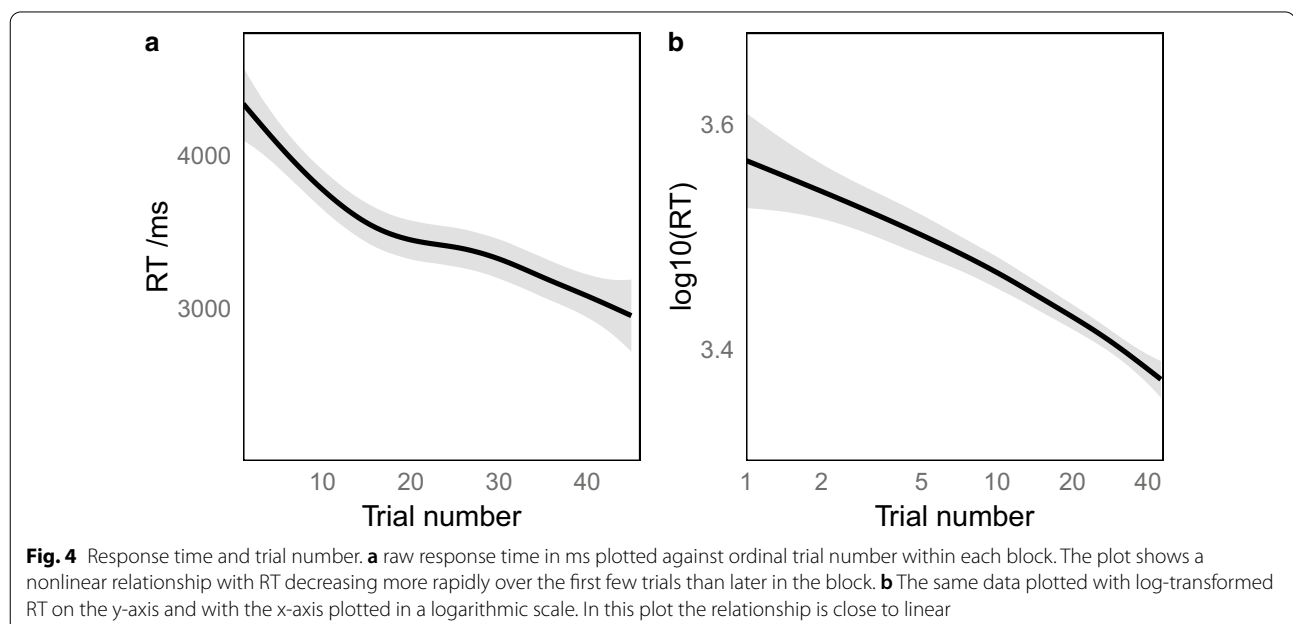 a
b
4000
3000
RT /ms
10 20 30 40
Trial number
3.6
3.4
log10(RT)
1 2 5 10 20 40
Trial number
Fig. 4 Response time and trial number. a raw response time in ms plotted against ordinal trial number within each block. The plot shows a
nonlinear relationship with RT decreasing more rapidly over the first few trials than later in the block. b The same data plotted with log-transformed
RT on the y-axis and with the x-axis plotted in a logarithmic scale. In this plot the relationship is close to linear